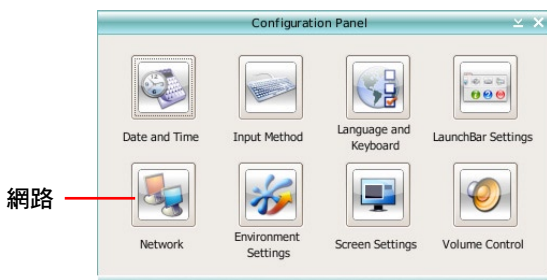 Configuration Panel
Date and Time
Input Method
Language and
Keyboard
LaunchBar Settings
網路
Network
Environment
Settings
Screen Settings
Volume Control